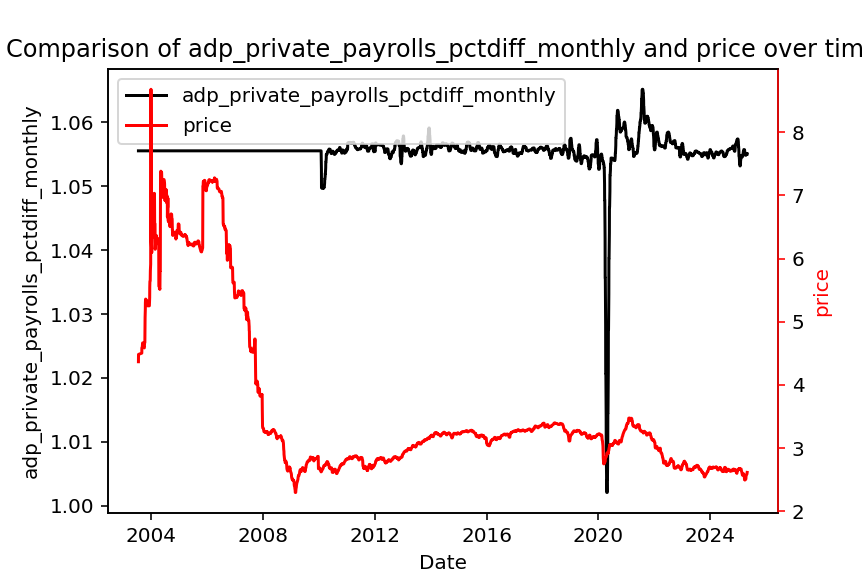 Comparison of adp_private_payrolls_pctdiff_monthly and price over tim
adp_private_payrolls_pctdiff_monthly
price
adp_private_payrolls_pctdiff_monthly
1.06
1.05
1.04
1.03
1.02
1.01
1.00
8
7
6
5
4
3
2
price
2004 2008 2012 2016 2020 2024
Date